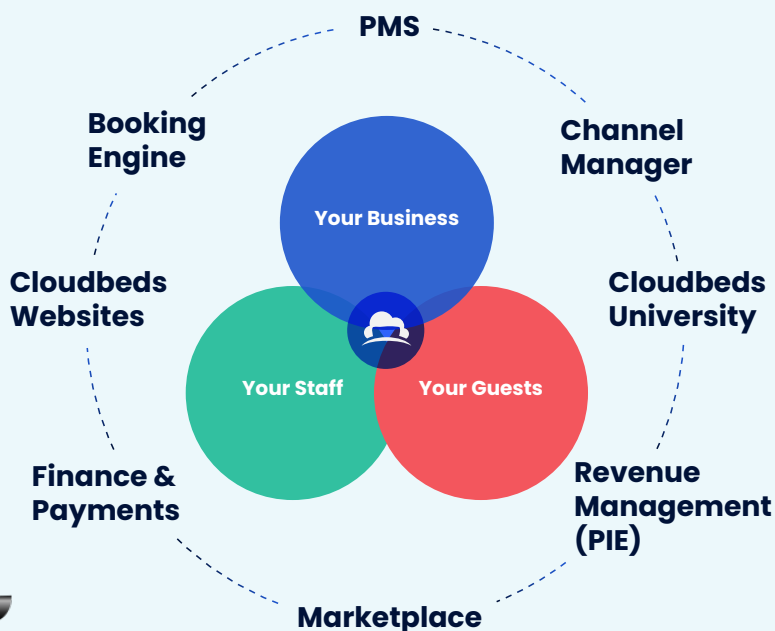 PMS
Booking
Engine
Channel
Manager
Your Business
Cloudbeds
Websites
Cloudbeds
University
Your Staff
Your Guests
Finance &
Payments
Revenue
Management
(PIE)
Marketplace